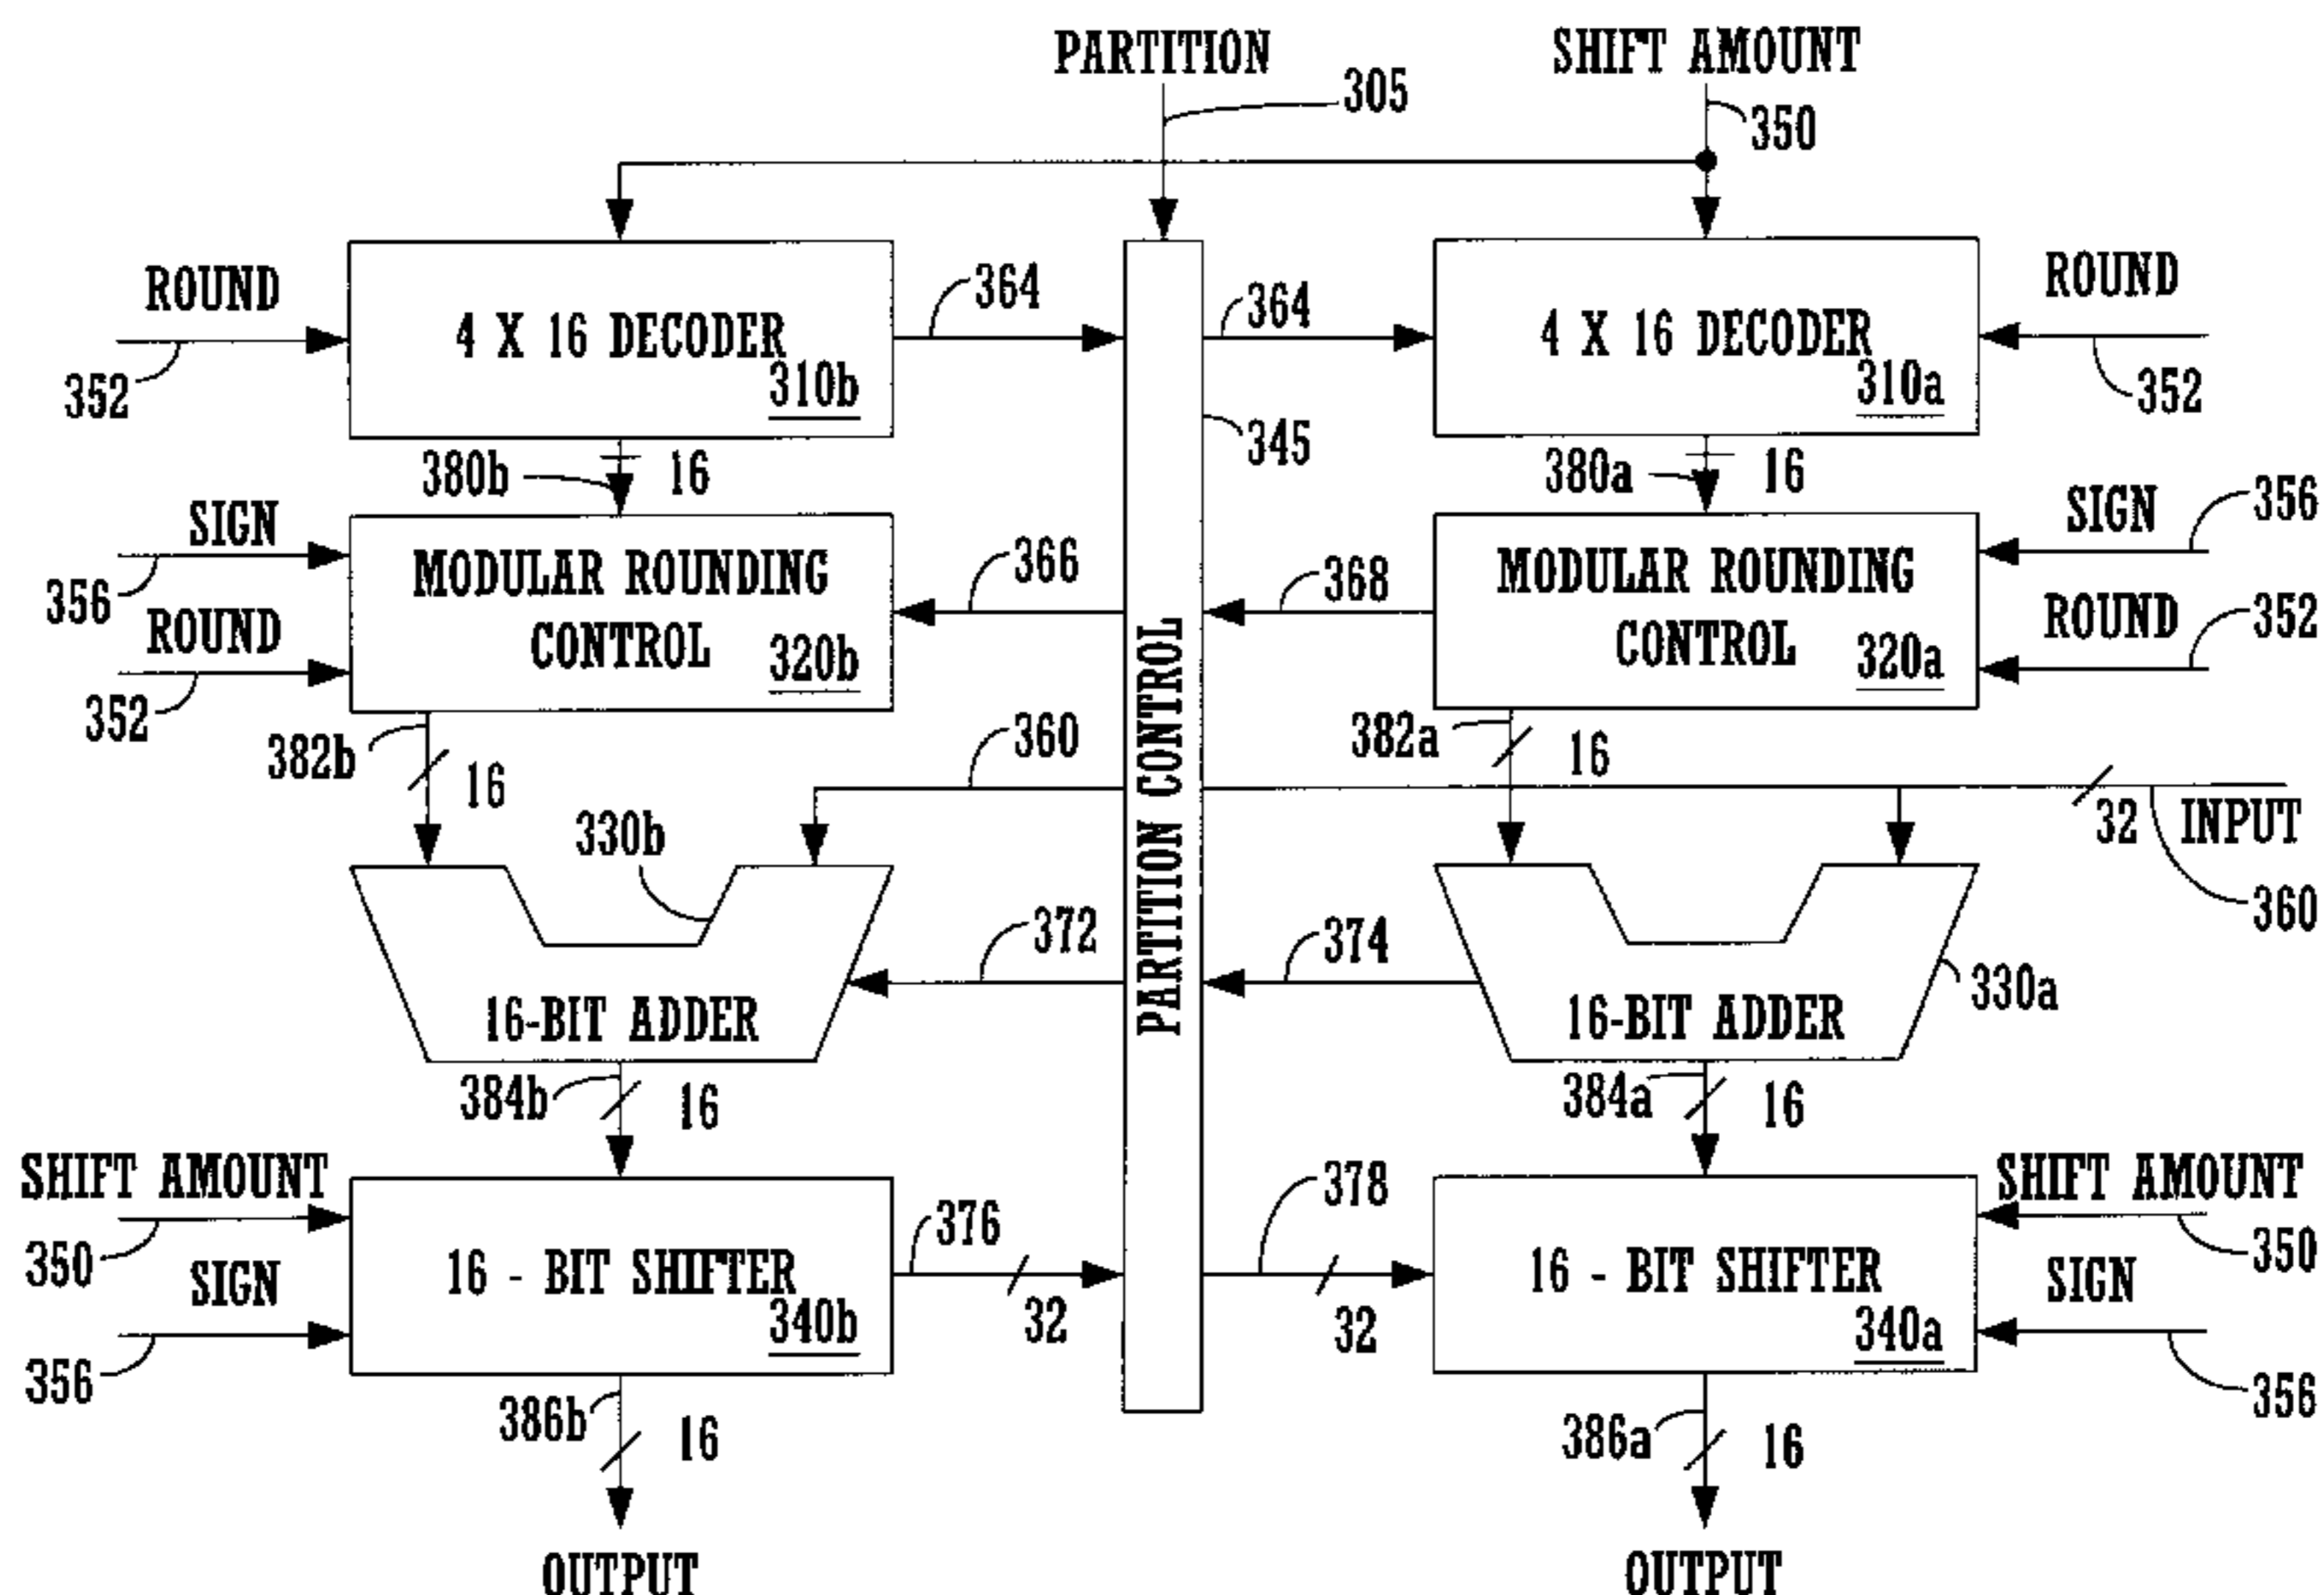 PARTITION
SHIFT AMOUNT
305
350
ROUND
352
4 X 16 DECODER
310b
364
364
4 X 16 DECODER
310a
ROUND
352
345
380b
16
380a
16
SIGN
356
ROUND
352
MODULAR ROUNDING
CONTROL
320b
366
368
MODULAR ROUNDING
CONTROL
320a
SIGN
356
ROUND
352
382b
16
360
382a
16
32
INPUT
360
PARTITION CONTROL
330b
372
374
330a
16-BIT ADDER
16-BIT ADDER
384b
16
384a
16
SHIFT AMOUNT
350
SIGN
356
16 - BIT SHIFTER
340b
376
32
378
32
16 - BIT SHIFTER
340a
SHIFT AMOUNT
350
SIGN
356
386b
16
386a
16
OUTPUT
OUTPUT